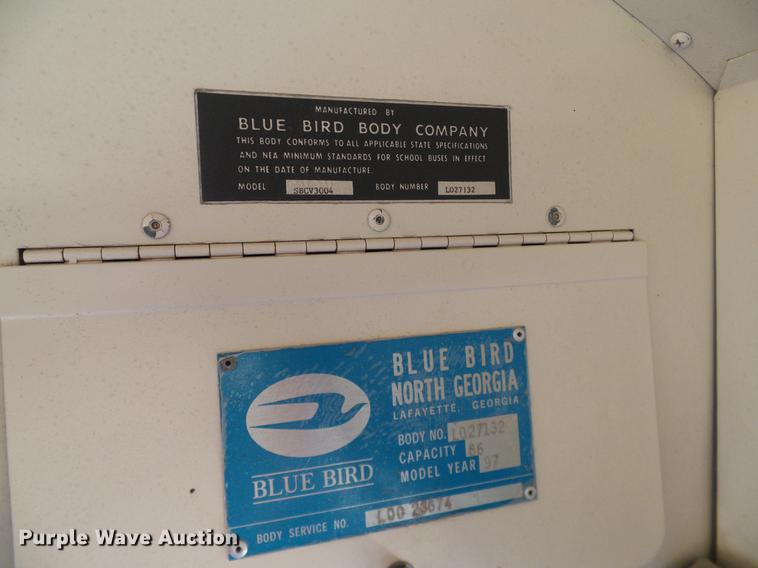 MANUFACTURED BY
BLUE BIRD BODY COMPANY
THIS BODY CONFORMS TO ALL APPLICABLE STATE SPECIFICATIONS
AND NEA MINIMUM STANDARDS FOR SCHOOL BUSES IN EFFECT
ON THE DATE OF MANUFACTURE
MODEL SBCV3004 BODY NUMBER L027132
BLUE BIRD
NORTH GEORGIA
LAFAYETTE, GEORGIA
BODY NO. L027132
CAPACITY 66
MODEL YEAR 97
BLUE BIRD
BODY SERVICE NO. L00 23674
Purple Wave Auction